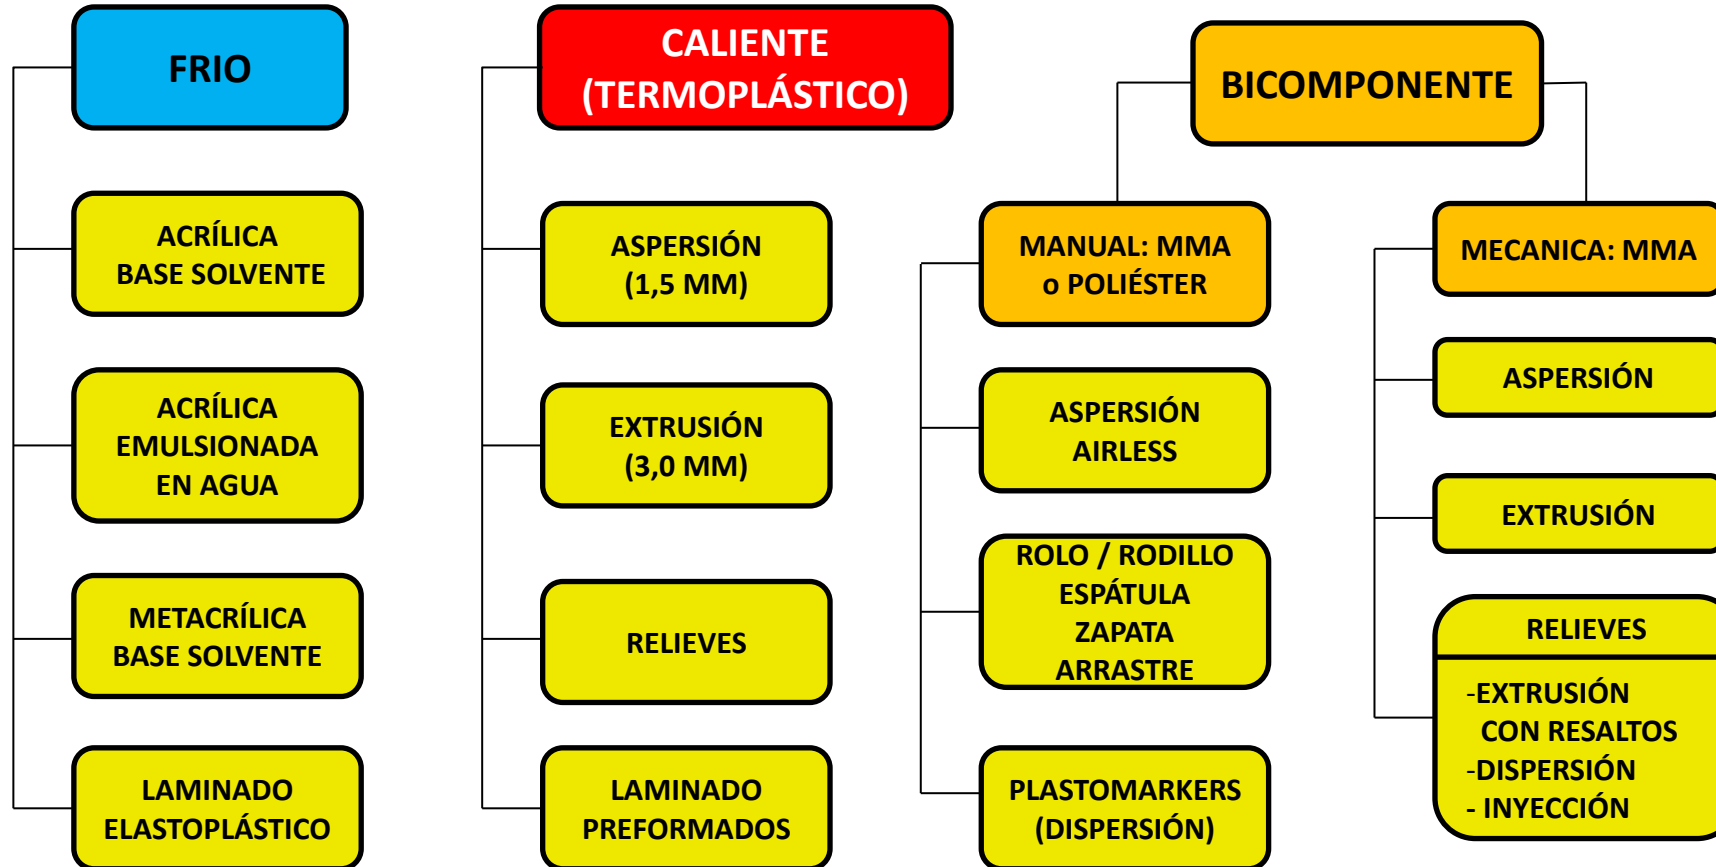 FRIO
ACRÍLICA
BASE SOLVENTE
ACRÍLICA
EMULSIONADA
EN AGUA
METACRÍLICA
BASE SOLVENTE
LAMINADO
ELASTOPLÁSTICO
CALIENTE
(TERMOPLÁSTICO)
ASPERSIÓN
(1,5 MM)
EXTRUSIÓN
(3,0 MM)
RELIEVES
LAMINADO
PREFORMADOS
BICOMPONENTE
MANUAL: MMA
o POLIÉSTER
ASPERSIÓN
AIRLESS
ROLO / RODILLO
ESPÁTULA
ZAPATA
ARRASTRE
PLASTOMARKERS
(DISPERSIÓN)
MECANICA: MMA
ASPERSIÓN
EXTRUSIÓN
RELIEVES
-EXTRUSIÓN
CON RESALTOS
-DISPERSIÓN
- INYECCIÓN